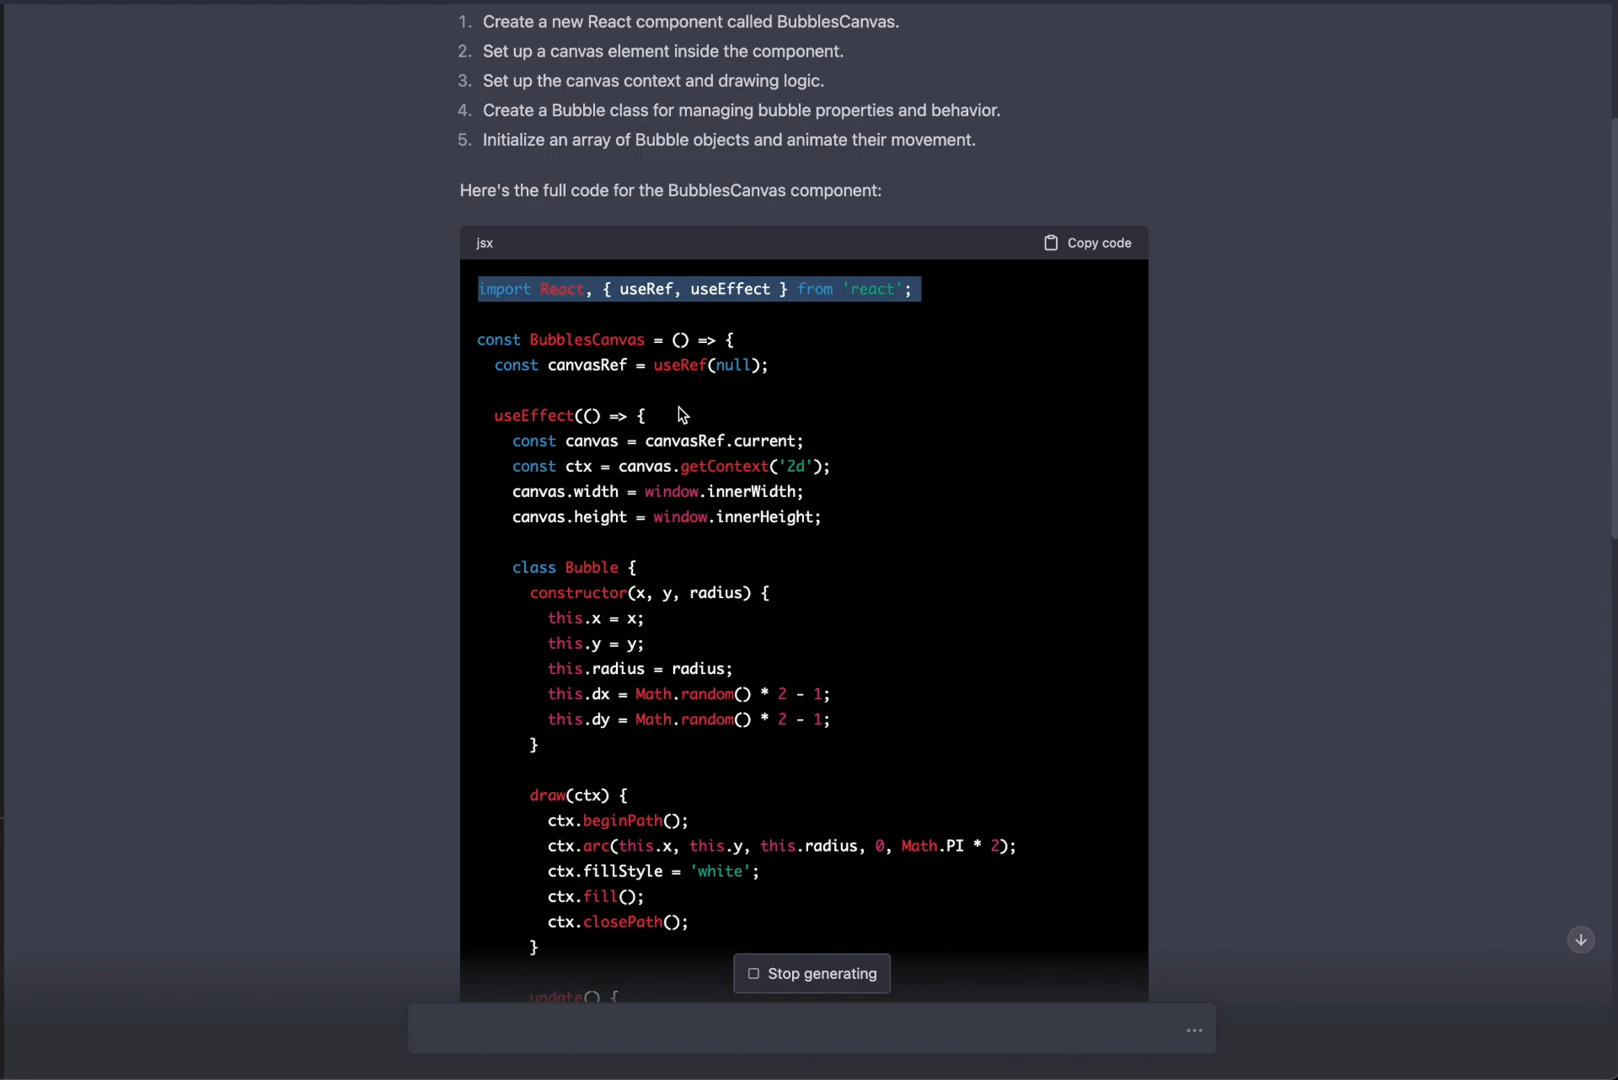 1. Create a new React component called BubblesCanvas.
2. Set up a canvas element inside the component.
3. Set up the canvas context and drawing logic.
4. Create a Bubble class for managing bubble properties and behavior.
5. Initialize an array of Bubble objects and animate their movement.
Here's the full code for the BubblesCanvas component:
jsx Copy code
import React, { useRef, useEffect } from 'react';
const BubblesCanvas = () => {
const canvasRef = useRef(null);
useEffect(() => {
const canvas = canvasRef.current;
const ctx = canvas.getContext('2d');
canvas.width = window.innerWidth;
canvas.height = window.innerHeight;
class Bubble {
constructor(x, y, radius) {
this.x = x;
this.y = y;
this.radius = radius;
this.dx = Math.random() * 2 - 1;
this.dy = Math.random() * 2 - 1;
}
draw(ctx) {
ctx.beginPath();
ctx.arc(this.x, this.y, this.radius, 0, Math.PI * 2);
ctx.fillStyle = 'white';
ctx.fill();
ctx.closePath();
}
Stop generating
update() {